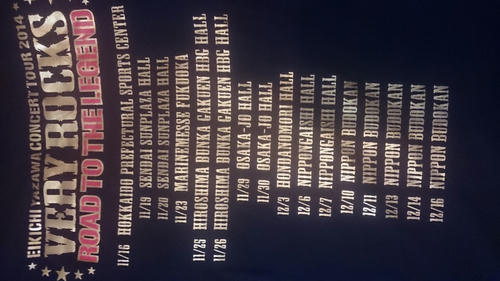 EIKICHI YAZAWA CONCERT TOUR 2014
VERY ROCKS
ROAD TO THE LEGEND
11/16 HOKKAIDO PREFECTURAL SPORTS CENTER
11/19 SENDAI SUNPLAZA HALL
11/20 SENDAI SUNPLAZA HALL
11/23 MARINEMESSE FUKUOKA
11/25 HIROSHIMA BUNKA GAKUEN HBG HALL
11/26 HIROSHIMA BUNKA GAKUEN HBG HALL
11/29 OSAKA-JO HALL
11/30 OSAKA-JO HALL
12/3 HONDANOMORI HALL
12/6 NIPPONGAISHI HALL
12/7 NIPPONGAISHI HALL
12/10 NIPPON BUDOKAN
12/11 NIPPON BUDOKAN
12/13 NIPPON BUDOKAN
12/14 NIPPON BUDOKAN
12/16 NIPPON BUDOKAN